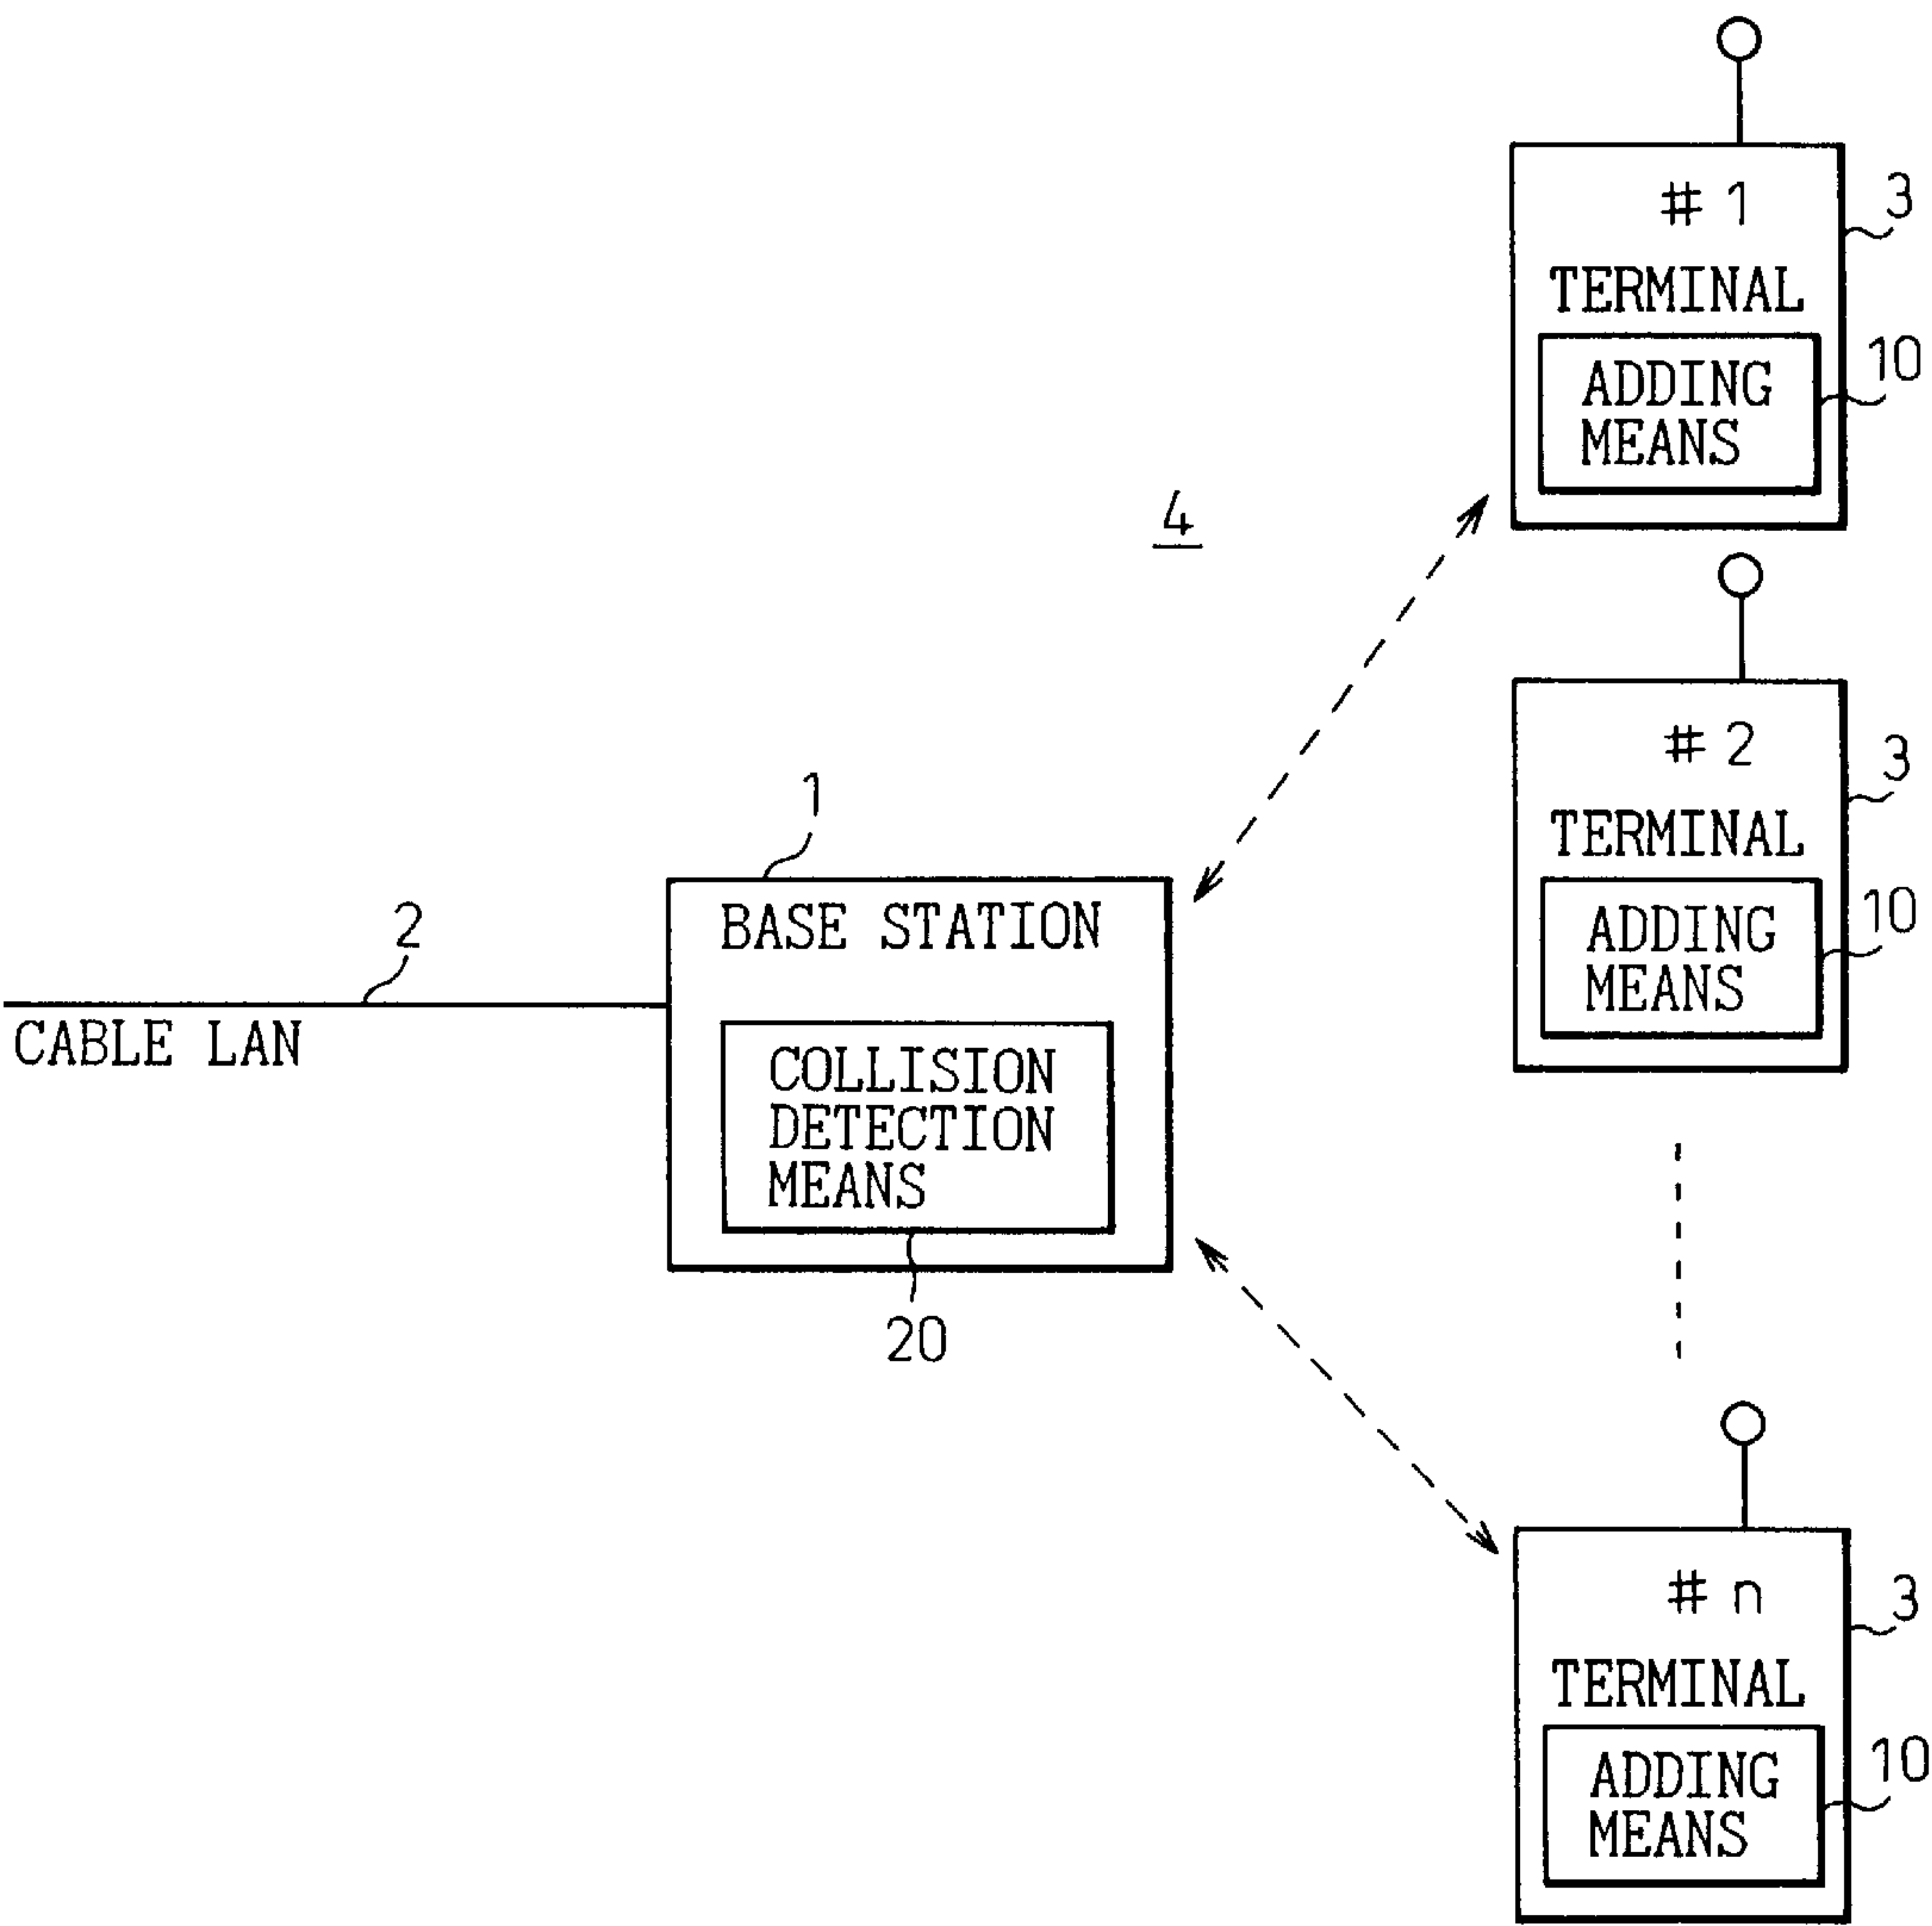 # 1
3
TERMINAL
10
ADDING
MEANS
4
# 2
3
TERMINAL
10
ADDING
MEANS
1
BASE STATION
2
CABLE LAN
COLLISION
DETECTION
MEANS
20
# n
3
TERMINAL
10
ADDING
MEANS